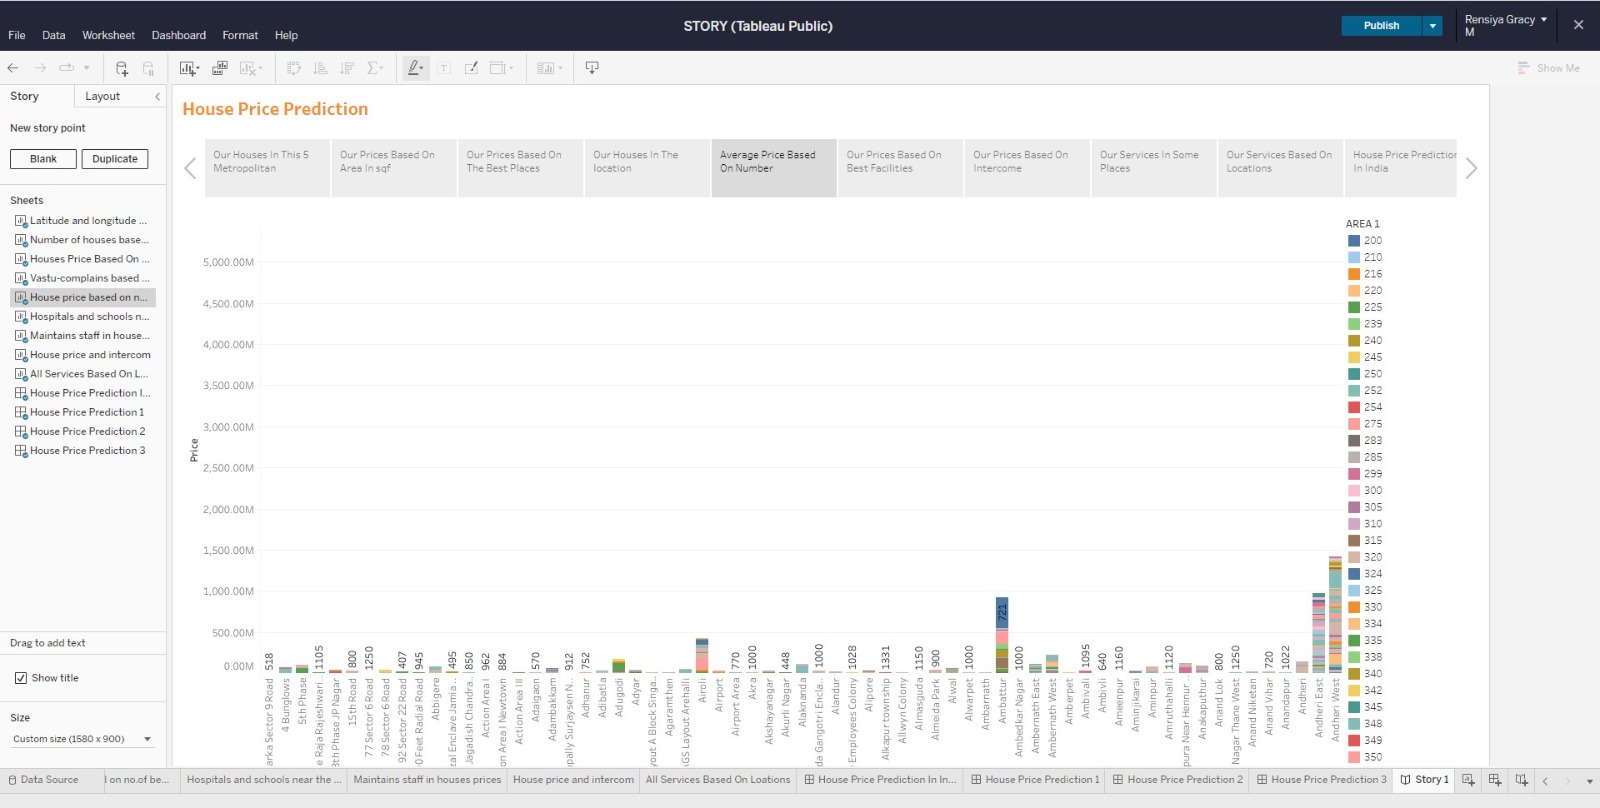 STORY (Tableau Public)
Publish
Rensiya Gracy
M
File Data Worksheet Dashboard Format Help
Show Me
Story Layout
New story point
Blank Duplicate
Sheets
Latitude and longitude ...
Number of houses base...
Houses Price Based On ...
Vastu-complains based ...
House price based on n...
Hospitals and schools n...
Maintains staff in house...
House price and intercom
All Services Based On L...
House Price Prediction I...
House Price Prediction 1
House Price Prediction 2
House Price Prediction 3
Drag to add text
Show title
Size
Custom size (1580 x 900)
House Price Prediction
Our Houses In This 5
Metropolitan
Our Prices Based On
Area In sqf
Our Prices Based On
The Best Places
Our Houses In The
location
Average Price Based
On Number
Our Prices Based On
Best Facilities
Our Prices Based On
Intercome
Our Services In Some
Places
Our Services Based On
Locations
House Price Prediction
In India
Price
5,000.00M
4,500.00M
4,000.00M
3,500.00M
3,000.00M
2,500.00M
2,000.00M
1,500.00M
1,000.00M
500.00M
0.00M
518
1105
800
1250
407
945
495
850
962
884
570
912
752
770
1000
448
1000
1028
1331
1150
900
1000
721
1000
1095
640
1160
1120
800
1250
720
1022
arka Sector 9 Road
4 Bunglows
5th Phase
e Raja Rajeshwari..
8th Phase JP Nagar
15th Road
77 Sector 6 Road
78 Sector 6 Road
92 Sector 22 Road
0 Feet Radial Road
Abbigere
zal Enclave Jamia ..
Jagadish Chandra..
Action Area I
on Area I Newtown
Action Area III
Adaigaon
Adambakkam
pally Surjaysen N..
Adhanur
Adibatla
Adugodi
Adyar
out A Block Singa..
Agaramthen
AGS Layout Arehalli
Airoli
Airport
Airport Area
Akra
Akshayanagar
Akurli Nagar
Alaknanda
da Gangotri Encla..
Alandur
Employees Colony
Alipore
Alkapur township
Allwyn Colony
Almasguda
Almeida Park
Alwal
Alwarpet
Ambarnath
Ambattur
Ambedkar Nagar
Ambernath East
Ambernath West
Amberpet
Ambivali
Ambivli
Ameenpur
Aminjikarai
Aminpur
Amruthahalli
pura Near Hennur ..
Anakaputhur
Anand Lok
Nagar Thane West
Anand Niketan
Anand Vihar
Anandapur
Andheri
Andheri East
Andheri West
AREA 1
200
210
216
220
225
239
240
245
250
252
254
275
283
285
299
300
305
310
315
320
324
325
330
334
335
338
340
342
345
348
349
350
Data Source l on no.of be... Hospitals and schools near the ... Maintains staff in houses prices House price and intercom All Services Based On Loations House Price Prediction In In... House Price Prediction 1 House Price Prediction 2 House Price Prediction 3 Story 1